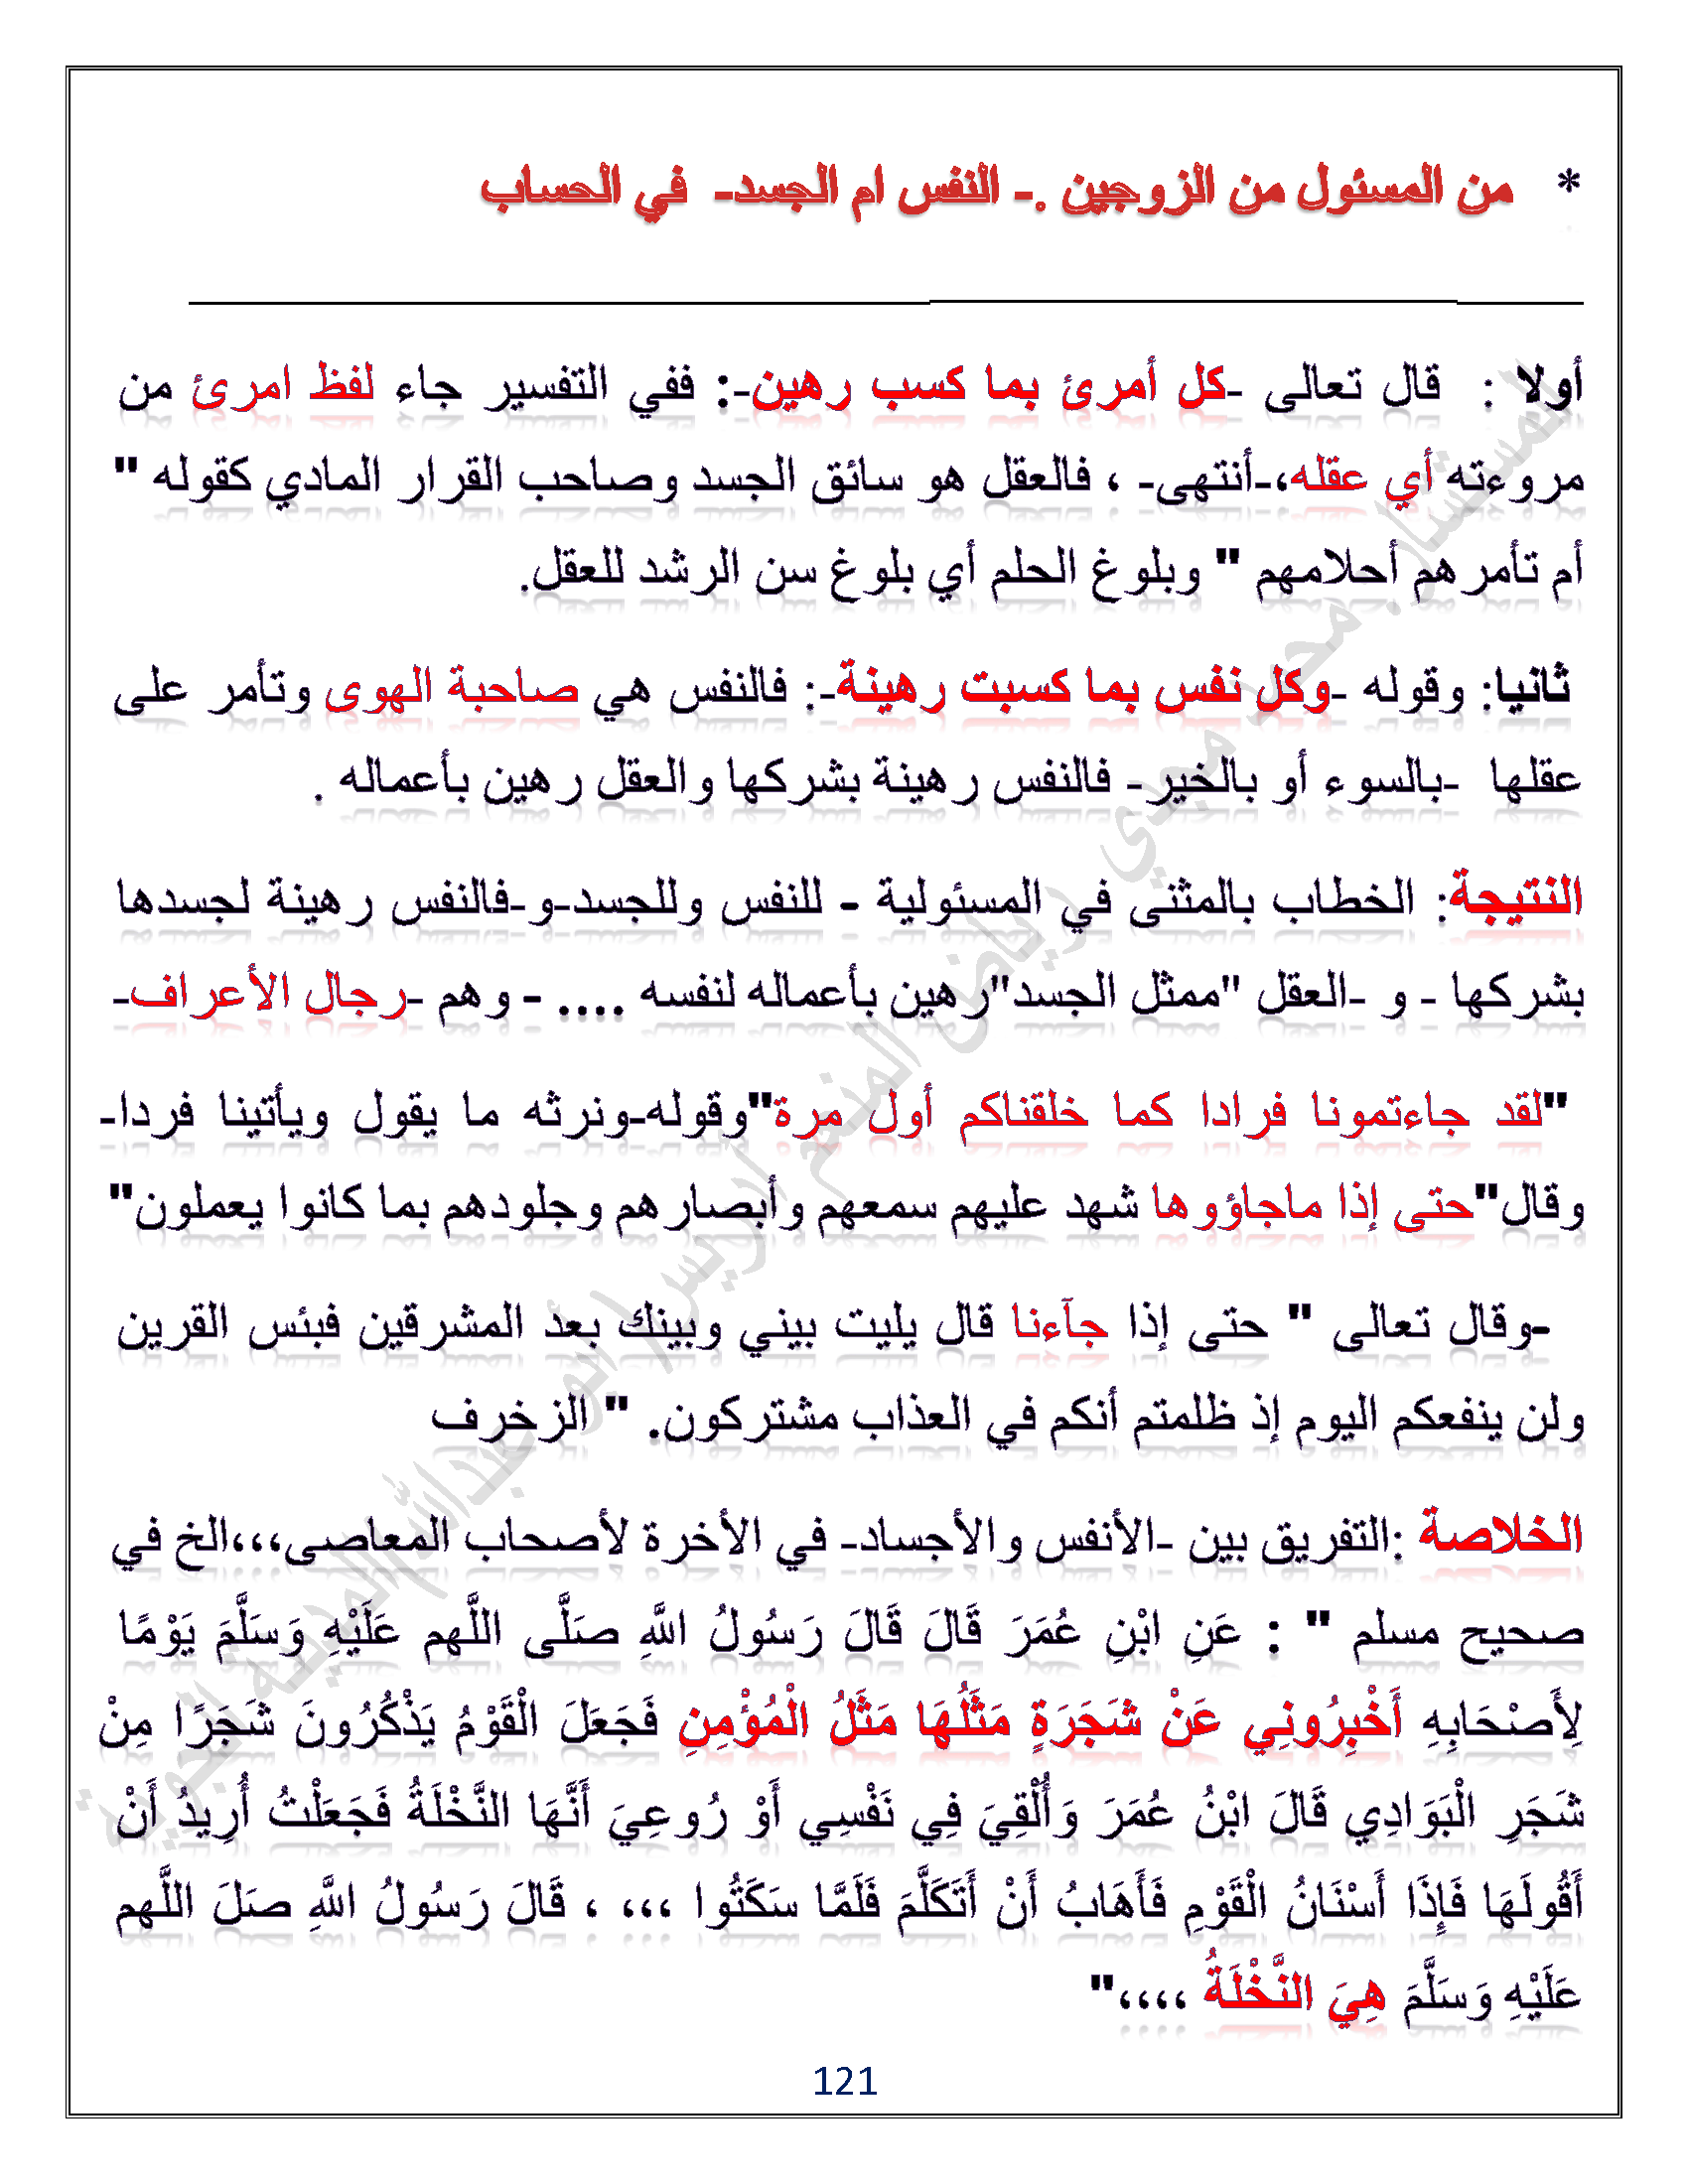 * من المسئول من الزوجين .- النفس ام الجسد- في الحساب
أولا : قال تعالى -كل أمرئ بما كسب رهين-: ففي التفسير جاء لفظ امرئ من
مروءته أي عقله،-أنتهى- ، فالعقل هو سائق الجسد وصاحب القرار المادي كقوله "
أم تأمرهم أحلامهم " وبلوغ الحلم أي بلوغ سن الرشد للعقل.
ثانيا: وقوله -وكل نفس بما كسبت رهينة-: فالنفس هي صاحبة الهوى وتأمر على
عقلها -بالسوء أو بالخير- فالنفس رهينة بشركها والعقل رهين بأعماله .
النتيجة: الخطاب بالمثنى في المسئولية - للنفس وللجسد-و-فالنفس رهينة لجسدها
بشركها - و -العقل "ممثل الجسد"رهين بأعماله لنفسه .... - وهم -رجال الأعراف-
"لقد جاءتمونا فرادا كما خلقناكم أول مرة"وقوله-ونرثه ما يقول ويأتينا فردا-
وقال"حتى إذا ماجاؤوها شهد عليهم سمعهم وأبصارهم وجلودهم بما كانوا يعملون"
-وقال تعالى " حتى إذا جآءنا قال يليت بيني وبينك بعد المشرقين فبئس القرين
ولن ينفعكم اليوم إذ ظلمتم أنكم في العذاب مشتركون. " الزخرف
الخلاصة :التفريق بين -الأنفس والأجساد- في الأخرة لأصحاب المعاصى،،،الخ في
صحيح مسلم " : عَنِ ابْنِ عُمَرَ قَالَ قَالَ رَسُولُ اللَّهِ صَلَّى اللَّهم عَلَيْهِ وَسَلَّمَ يَوْمًا
لِأَصْحَابِهِ أَخْبِرُونِي عَنْ شَجَرَةٍ مَثَلُهَا مَثَلُ الْمُؤْمِنِ فَجَعَلَ الْقَوْمُ يَذْكُرُونَ شَجَرًا مِنْ
شَجَرِ الْبَوَادِي قَالَ ابْنُ عُمَرَ وَأُلْقِيَ فِي نَفْسِي أَوْ رُوعِيَ أَنَّهَا النَّخْلَةُ فَجَعَلْتُ أُرِيدُ أَنْ
أَقُولَهَا فَإِذَا أَسْنَانُ الْقَوْمِ فَأَهَابُ أَنْ أَتَكَلَّمَ فَلَمَّا سَكَتُوا ،،، ، قَالَ رَسُولُ اللَّهِ صَلَ اللَّهم
عَلَيْهِ وَسَلَّمَ هِيَ النَّخْلَةُ ،،،،"
121